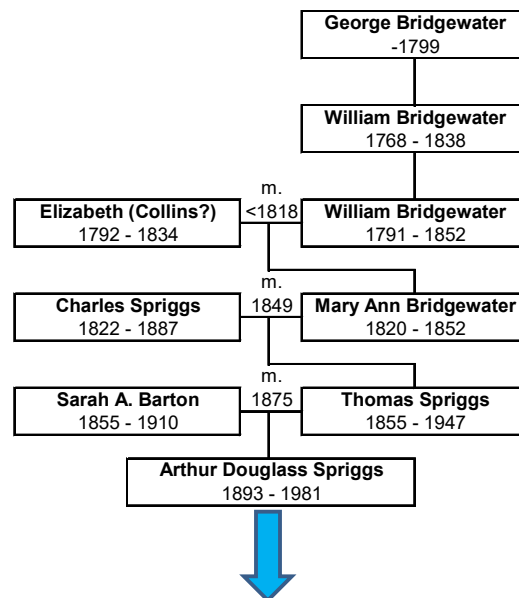 George Bridgewater
-1799
William Bridgewater
1768 - 1838
m.
<1818
Elizabeth (Collins?)
1792 - 1834
William Bridgewater
1791 - 1852
m.
1849
Charles Spriggs
1822 - 1887
Mary Ann Bridgewater
1820 - 1852
m.
1875
Sarah A. Barton
1855 - 1910
Thomas Spriggs
1855 - 1947
Arthur Douglass Spriggs
1893 - 1981